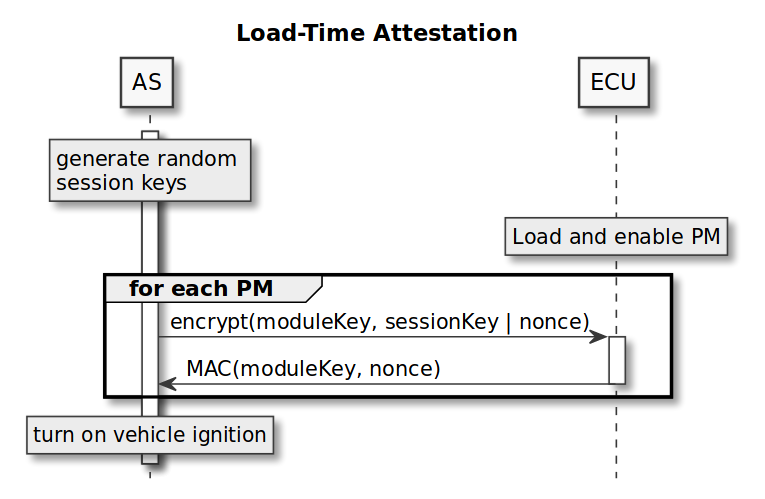 Load-Time Attestation
AS
ECU
generate random
session keys
Load and enable PM
for each PM
encrypt(moduleKey, sessionKey | nonce)
MAC(moduleKey, nonce)
turn on vehicle ignition